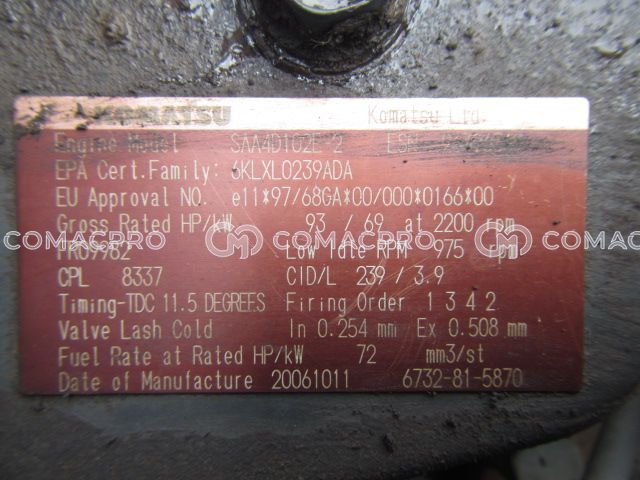 KOMATSU Komatsu Ltd.
Engine Model SAA4D102E-2 ESN
EPA Cert.Family: 6KLXL0239ADA
EU Approval NO. e11*97/68GA*00/000*0166*00
Gross Rated HP/kW 93 / 69 at 2200 rpm
COMACPRO COMACPRO COMACPRO
FR09962 Low Idle RPM 975 rpm
CPL 8337 CID/L 239 / 3.9
Timing-TDC 11.5 DEGREES Firing Order 1 3 4 2
Valve Lash Cold In 0.254 mm Ex 0.508 mm
Fuel Rate at Rated HP/kW 72 mm3/st
Date of Manufacture 20061011 6732-81-5870